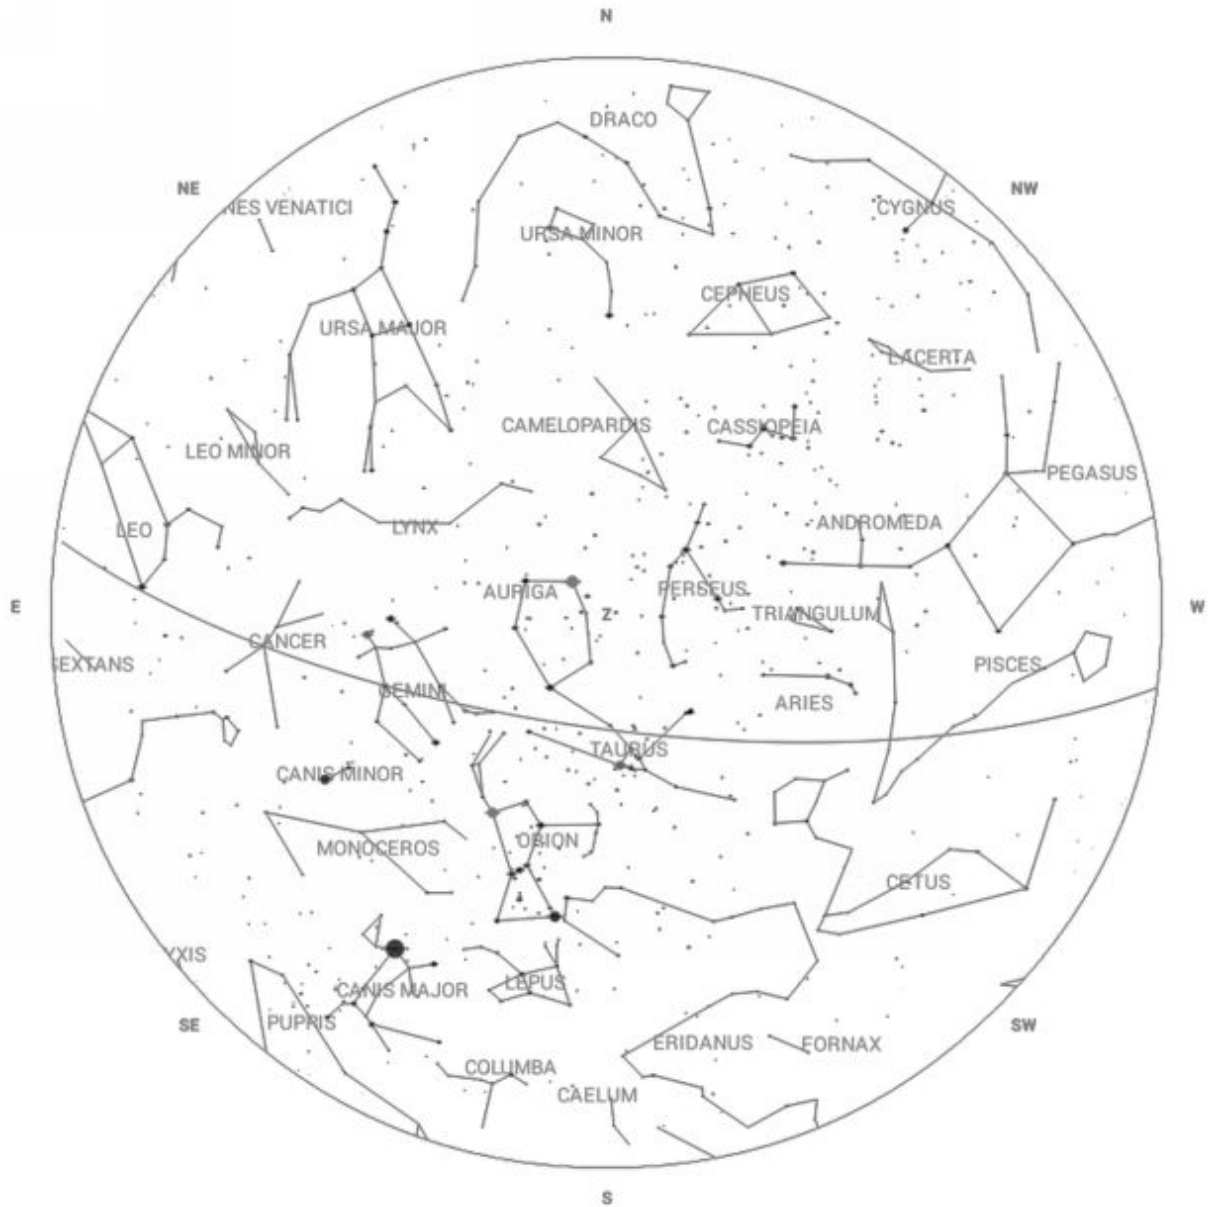 N
DRACO
NE
NW
NES VENATICI
CYGNUS
URSA MINOR
CEPHEUS
URSA MAJOR
LACERTA
CAMELOPARDIS
CASSIOPEIA
LEO MINOR
PEGASUS
LEO
LYNX
ANDROMEDA
AURIGA
PERSEUS
E
Z
TRIANGULUM
W
CANCER
SEXTANS
PISCES
GEMINI
ARIES
TAURUS
CANIS MINOR
ORION
MONOCEROS
CETUS
YXIS
LEPUS
CANIS MAJOR
SE
PUPPIS
SW
ERIDANUS
FORNAX
COLUMBA
CAELUM
S